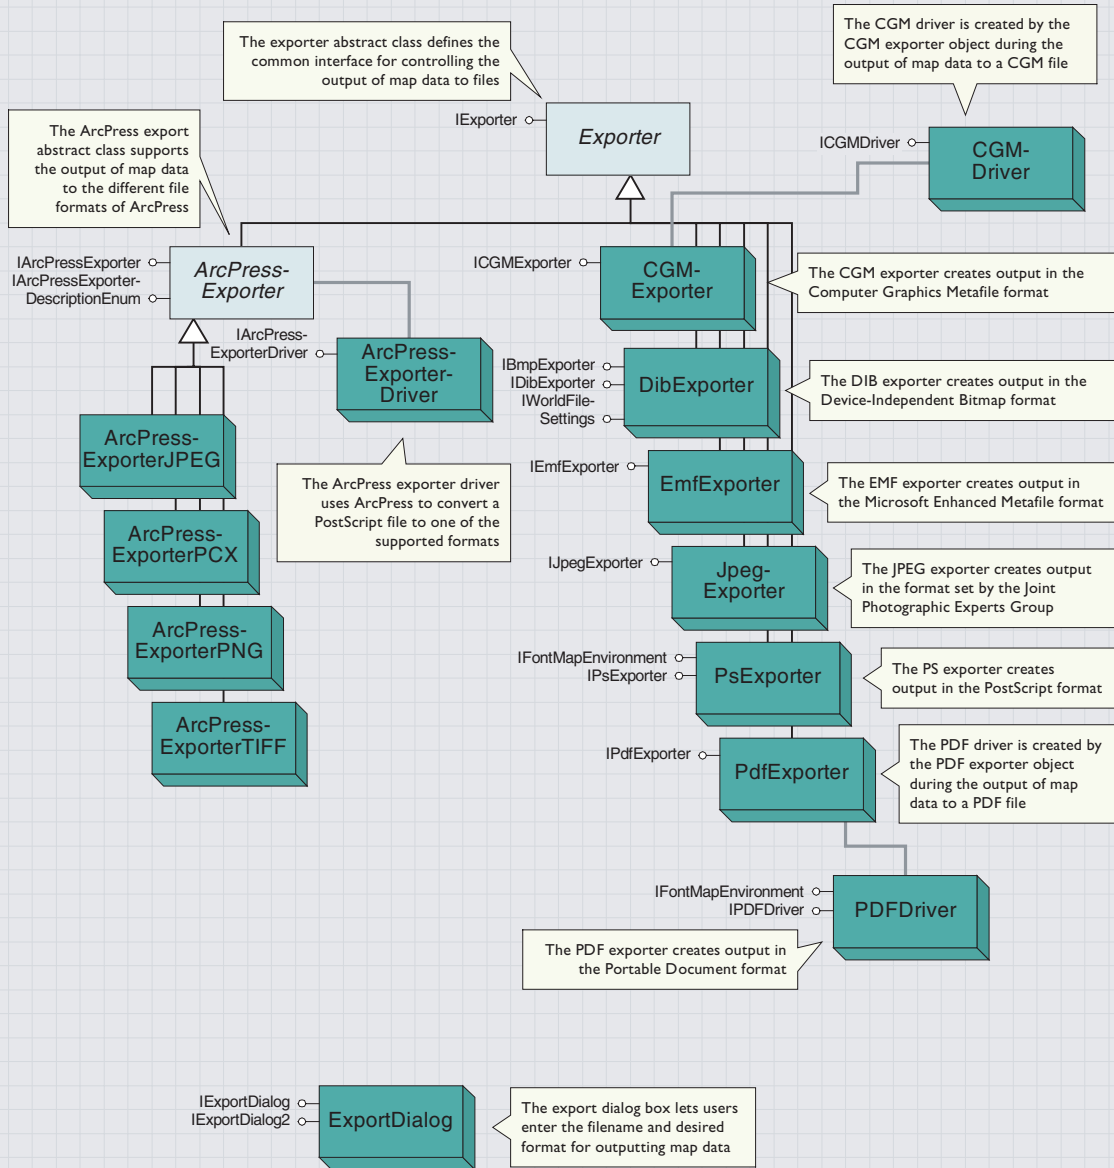 The CGM driver is created by the
CGM exporter object during the
output of map data to a CGM file
The exporter abstract class defines the
common interface for controlling the
output of map data to files
IExporter
Exporter
ICGMDriver
CGM-
Driver
The ArcPress export
abstract class supports
the output of map data
to the different file
formats of ArcPress
IArcPressExporter
IArcPressExporter-
DescriptionEnum
ArcPress-
Exporter
ICGMExporter
CGM-
Exporter
The CGM exporter creates output in the
Computer Graphics Metafile format
IArcPress-
ExporterDriver
ArcPress-
Exporter-
Driver
IBmpExporter
IDibExporter
IWorldFile-
Settings
DibExporter
The DIB exporter creates output in the
Device-Independent Bitmap format
ArcPress-
ExporterJPEG
The ArcPress exporter driver
uses ArcPress to convert a
PostScript file to one of the
supported formats
IEmfExporter
EmfExporter
The EMF exporter creates output in
the Microsoft Enhanced Metafile format
ArcPress-
ExporterPCX
IJpegExporter
Jpeg-
Exporter
The JPEG exporter creates output
in the format set by the Joint
Photographic Experts Group
ArcPress-
ExporterPNG
IFontMapEnvironment
IPsExporter
PsExporter
The PS exporter creates
output in the PostScript format
ArcPress-
ExporterTIFF
IPdfExporter
PdfExporter
The PDF driver is created by
the PDF exporter object
during the output of map
data to a PDF file
IFontMapEnvironment
IPDFDriver
PDFDriver
The PDF exporter creates output in
the Portable Document format
IExportDialog
IExportDialog2
ExportDialog
The export dialog box lets users
enter the filename and desired
format for outputting map data